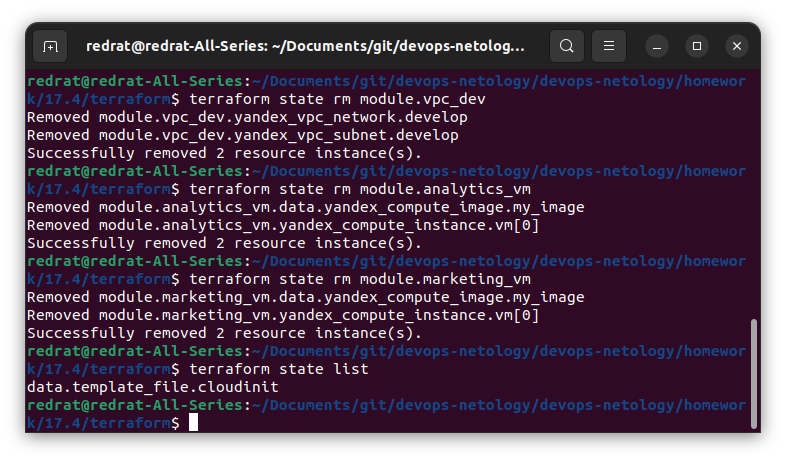 redrat@redrat-All-Series: ~/Documents/git/devops-netolog...
redrat@redrat-All-Series:~/Documents/git/devops-netology/devops-netology/homewor
k/17.4/terraform$ terraform state rm module.vpc_dev
Removed module.vpc_dev.yandex_vpc_network.develop
Removed module.vpc_dev.yandex_vpc_subnet.develop
Successfully removed 2 resource instance(s).
redrat@redrat-All-Series:~/Documents/git/devops-netology/devops-netology/homewor
k/17.4/terraform$ terraform state rm module.analytics_vm
Removed module.analytics_vm.data.yandex_compute_image.my_image
Removed module.analytics_vm.yandex_compute_instance.vm[0]
Successfully removed 2 resource instance(s).
redrat@redrat-All-Series:~/Documents/git/devops-netology/devops-netology/homewor
k/17.4/terraform$ terraform state rm module.marketing_vm
Removed module.marketing_vm.data.yandex_compute_image.my_image
Removed module.marketing_vm.yandex_compute_instance.vm[0]
Successfully removed 2 resource instance(s).
redrat@redrat-All-Series:~/Documents/git/devops-netology/devops-netology/homewor
k/17.4/terraform$ terraform state list
data.template_file.cloudinit
redrat@redrat-All-Series:~/Documents/git/devops-netology/devops-netology/homewor
k/17.4/terraform$